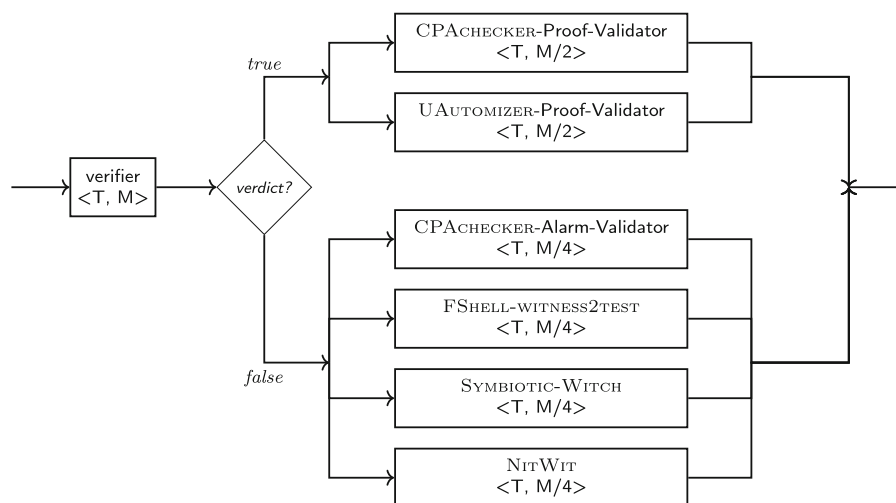 CPAchecker-Proof-Validator
<T, M/2>
true
UAutomizer-Proof-Validator
<T, M/2>
verifier
<T, M>
verdict?
CPAchecker-Alarm-Validator
<T, M/4>
FShell-witness2test
<T, M/4>
false
Symbiotic-Witch
<T, M/4>
NitWit
<T, M/4>